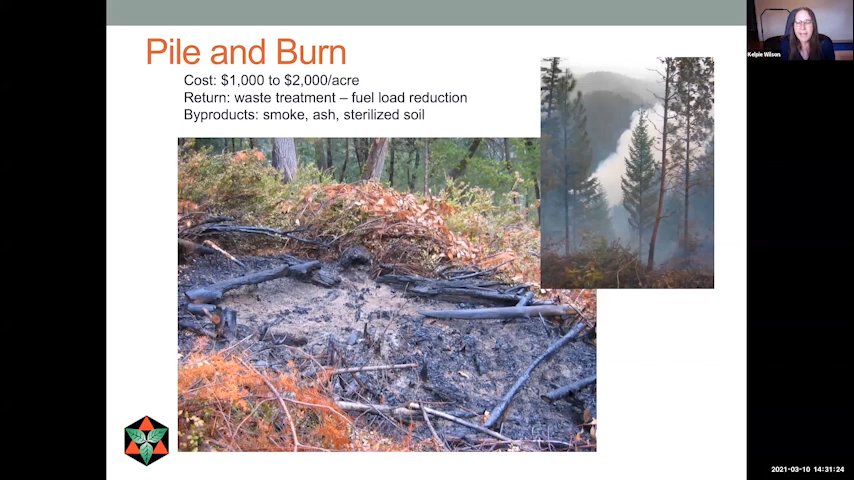 Pile and Burn
Cost: $1,000 to $2,000/acre
Return: waste treatment – fuel load reduction
Byproducts: smoke, ash, sterilized soil
Kelpie Wilson
2021-03-10 14:31:24